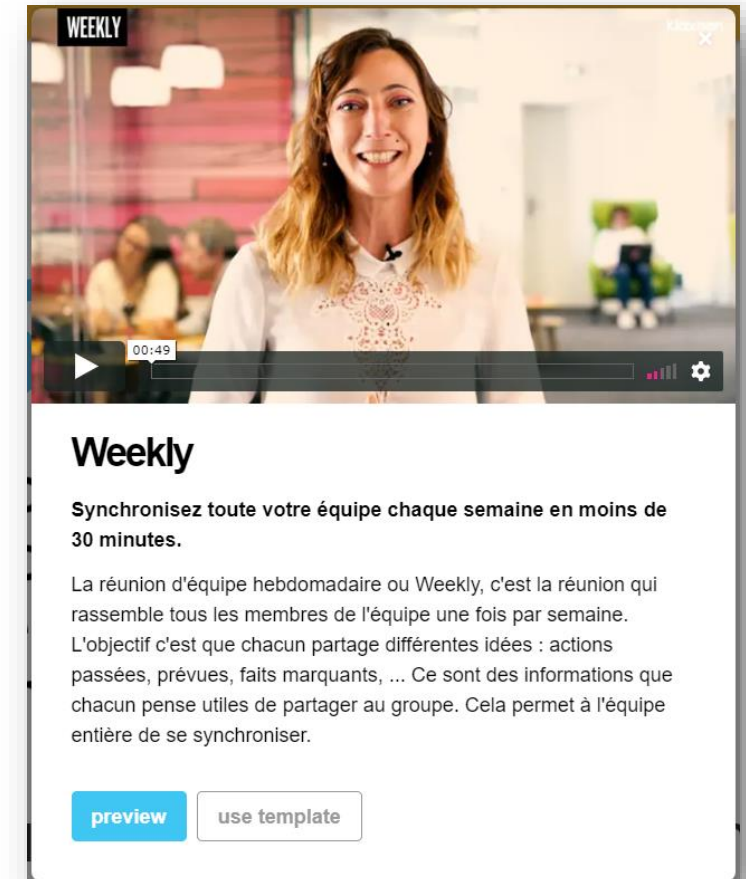 WEEKLY
Klaxoon
00:49
Weekly
Synchronisez toute votre équipe chaque semaine en moins de
30 minutes.
La réunion d'équipe hebdomadaire ou Weekly, c'est la réunion qui
rassemble tous les membres de l'équipe une fois par semaine.
L'objectif c'est que chacun partage différentes idées : actions
passées, prévues, faits marquants, ... Ce sont des informations que
chacun pense utiles de partager au groupe. Cela permet à l'équipe
entière de se synchroniser.
preview
use template